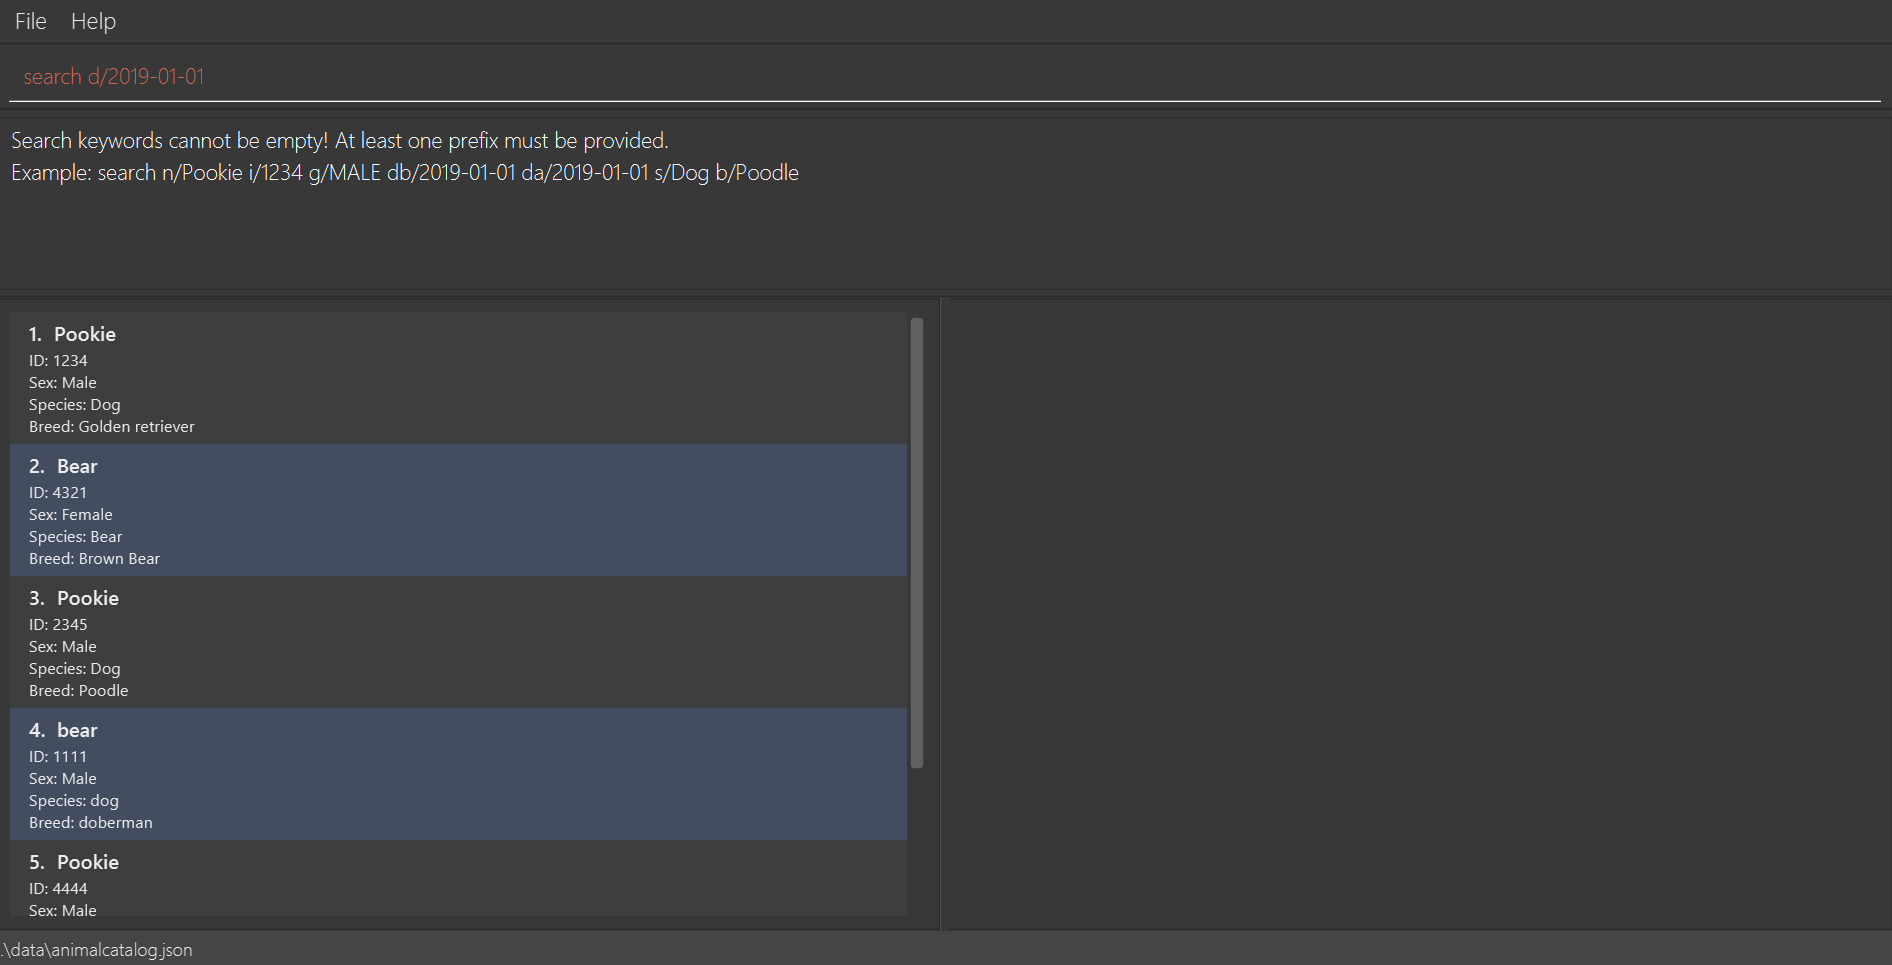 File Help
search d/2019-01-01
Search keywords cannot be empty! At least one prefix must be provided.
Example: search n/Pookie i/1234 g/MALE db/2019-01-01 da/2019-01-01 s/Dog b/Poodle
1. Pookie
ID: 1234
Sex: Male
Species: Dog
Breed: Golden retriever
2. Bear
ID: 4321
Sex: Female
Species: Bear
Breed: Brown Bear
3. Pookie
ID: 2345
Sex: Male
Species: Dog
Breed: Poodle
4. bear
ID: 1111
Sex: Male
Species: dog
Breed: doberman
5. Pookie
ID: 4444
Sex: Male
.\data\animalcatalog.json